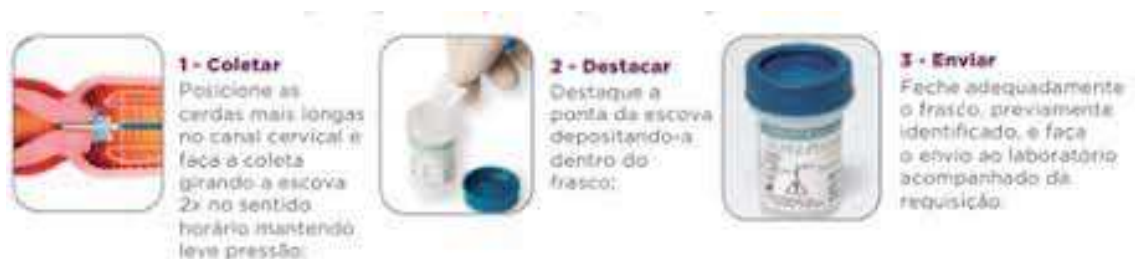 1 - Coletar
Posicione as
cerdas mais longas
no canal cervical e
faça a coleta
girando a escova
2x no sentido
horário mantendo
leve pressão;
2 - Destacar
Destaque a
ponta da escova
depositando-a
dentro do
frasco;
3 - Enviar
Feche adequadamente
o frasco, previamente
identificado, e faça
o envio ao laboratório
acompanhado da
requisição.